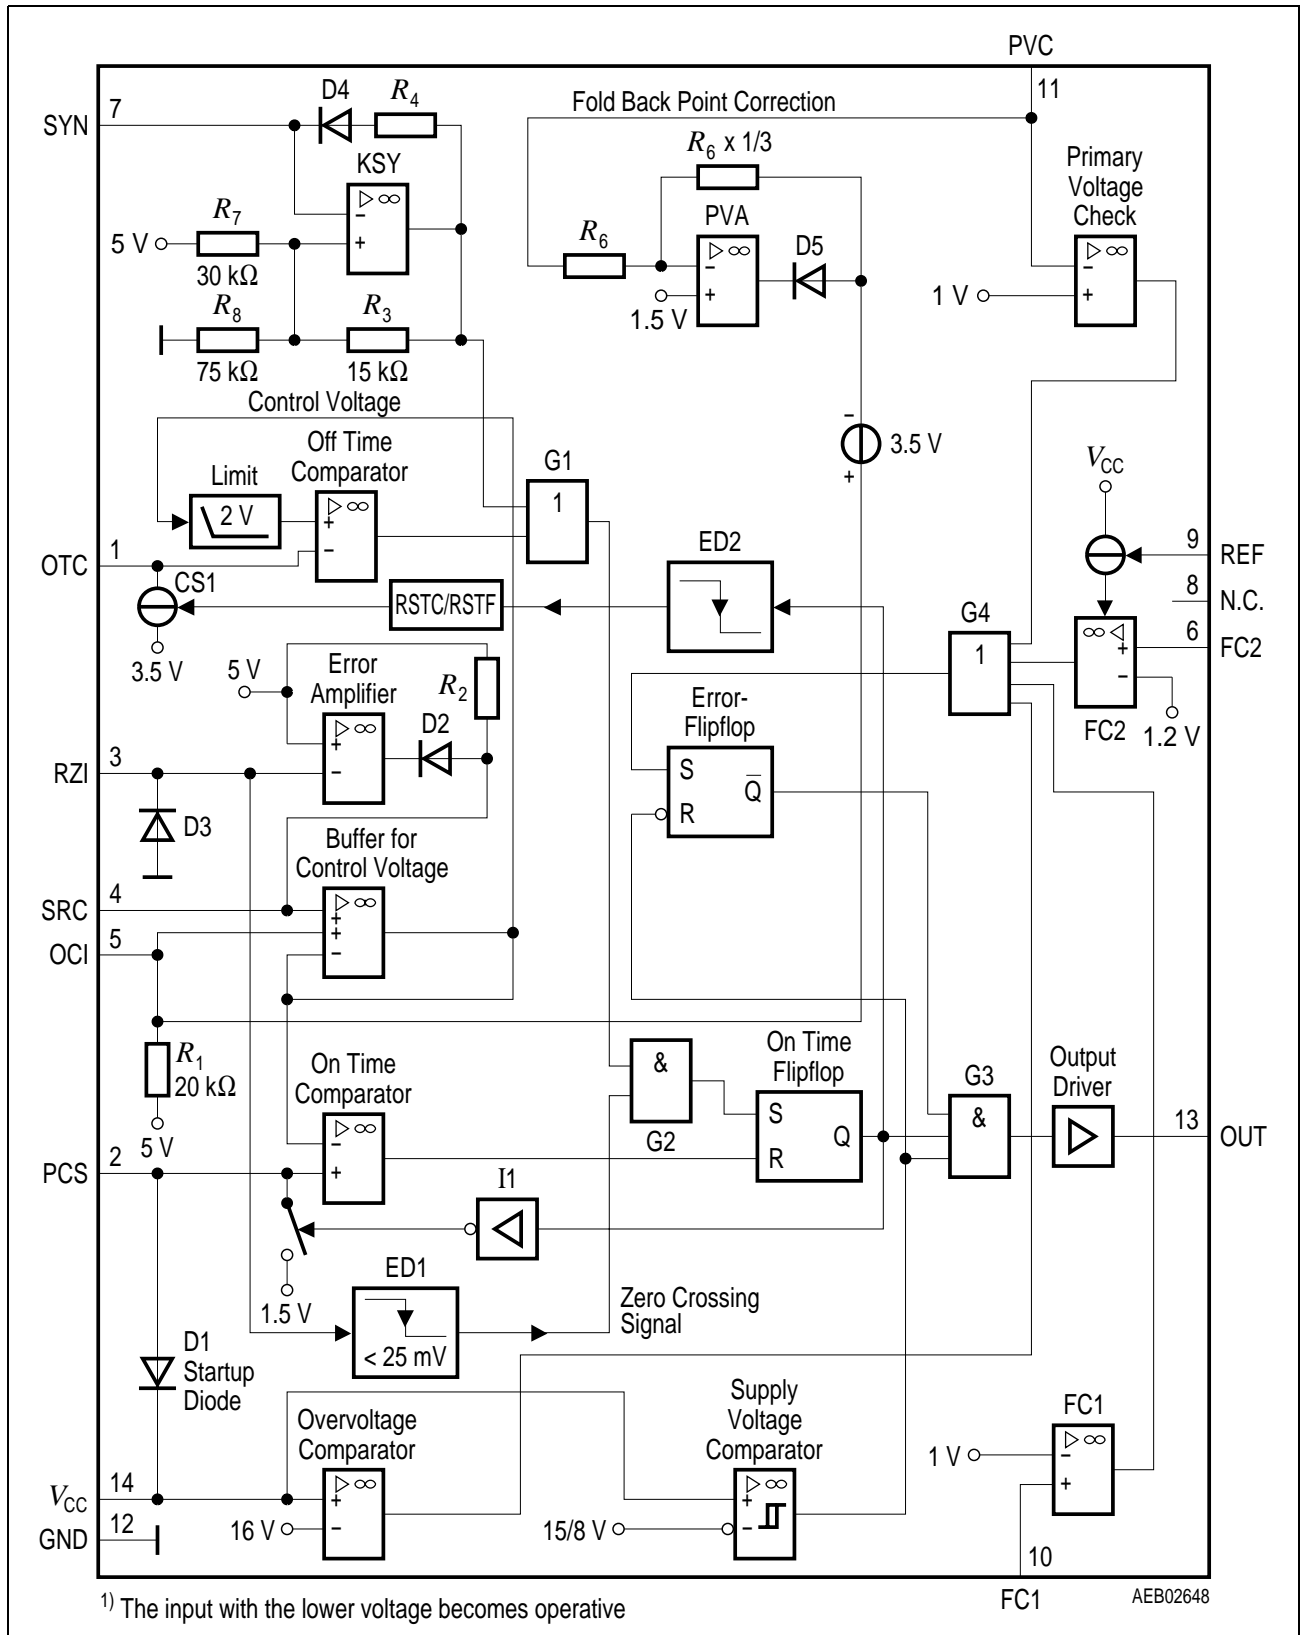 PVC
11
SYN
7
D4
R4
Fold Back Point Correction
R6 x 1/3
KSY
▷ ∞
-
+
R7
5 V
30 kΩ
R8
75 kΩ
R3
15 kΩ
R6
PVA
▷ ∞
-
+
1.5 V
D5
Primary
Voltage
Check
▷ ∞
-
+
1 V
Control Voltage
-
3.5 V
+
Off Time
Comparator
Limit
2 V
▷ ∞
+
-
G1
1
VCC
OTC
1
CS1
3.5 V
RSTC/RSTF
ED2
9
REF
8
N.C.
6
FC2
G4
1
∞ ◁
+
-
FC2
1.2 V
5 V
Error
Amplifier
R2
▷ ∞
+
-
D2
Error-
Flipflop
S
R
Q̅
RZI
3
D3
Buffer for
Control Voltage
SRC
4
▷ ∞
+
+
-
OCI
5
R1
20 kΩ
5 V
On Time
Comparator
▷ ∞
-
+
&
G2
On Time
Flipflop
S
R
Q
G3
&
Output
Driver
13
OUT
PCS
2
I1
1.5 V
ED1
< 25 mV
Zero Crossing
Signal
D1
Startup
Diode
Overvoltage
Comparator
▷ ∞
+
-
16 V
Supply
Voltage
Comparator
▷ ∞
+
-
15/8 V
FC1
▷ ∞
-
+
1 V
VCC
14
GND
12
10
FC1
AEB02648
1) The input with the lower voltage becomes operative